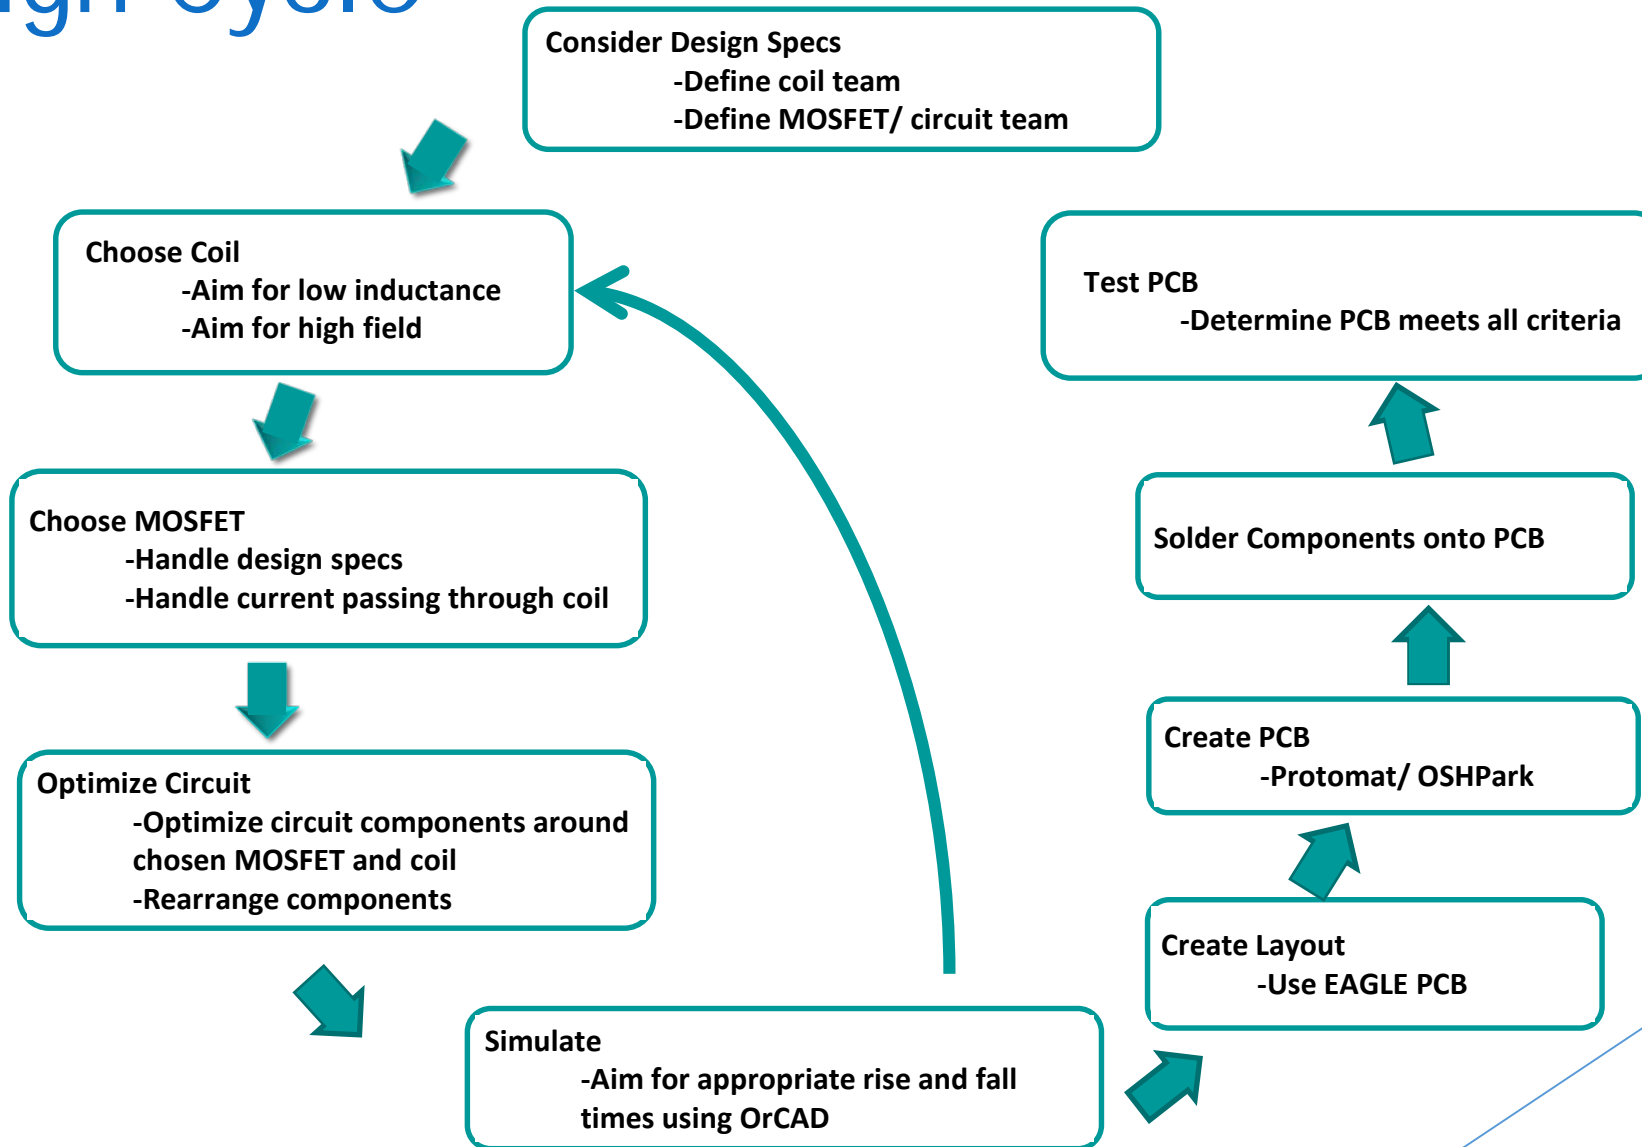 Consider Design Specs
-Define coil team
-Define MOSFET/ circuit team
Choose Coil
-Aim for low inductance
-Aim for high field
Choose MOSFET
-Handle design specs
-Handle current passing through coil
Optimize Circuit
-Optimize circuit components around
chosen MOSFET and coil
-Rearrange components
Simulate
-Aim for appropriate rise and fall
times using OrCAD
Create Layout
-Use EAGLE PCB
Create PCB
-Protomat/ OSHPark
Solder Components onto PCB
Test PCB
-Determine PCB meets all criteria